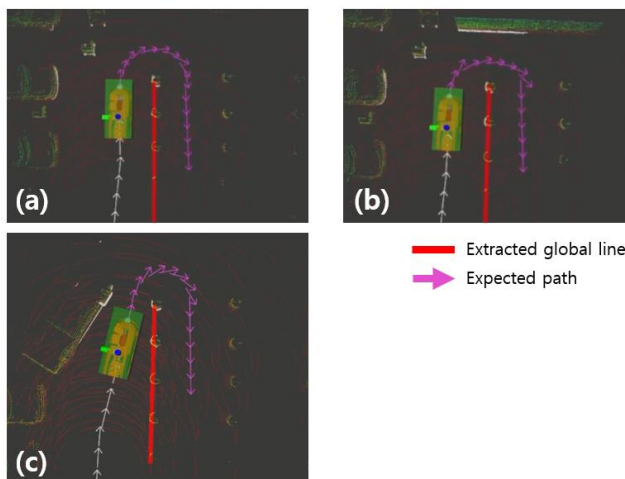 (a)
(b)
Extracted global line
Expected path
(c)